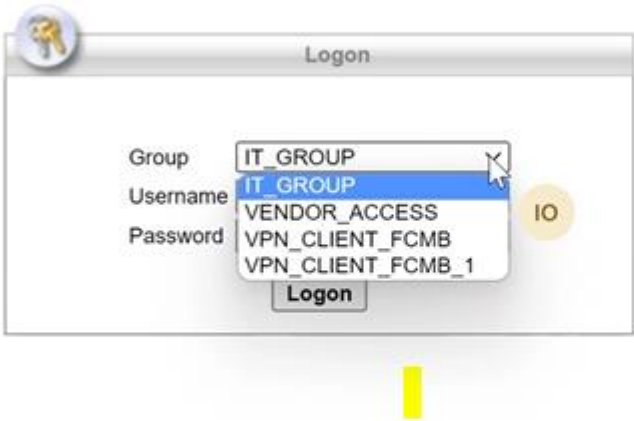 Logon
Group IT_GROUP
IT_GROUP
Username
VENDOR_ACCESS
IO
Password
VPN_CLIENT_FCMB
VPN_CLIENT_FCMB_1
Logon